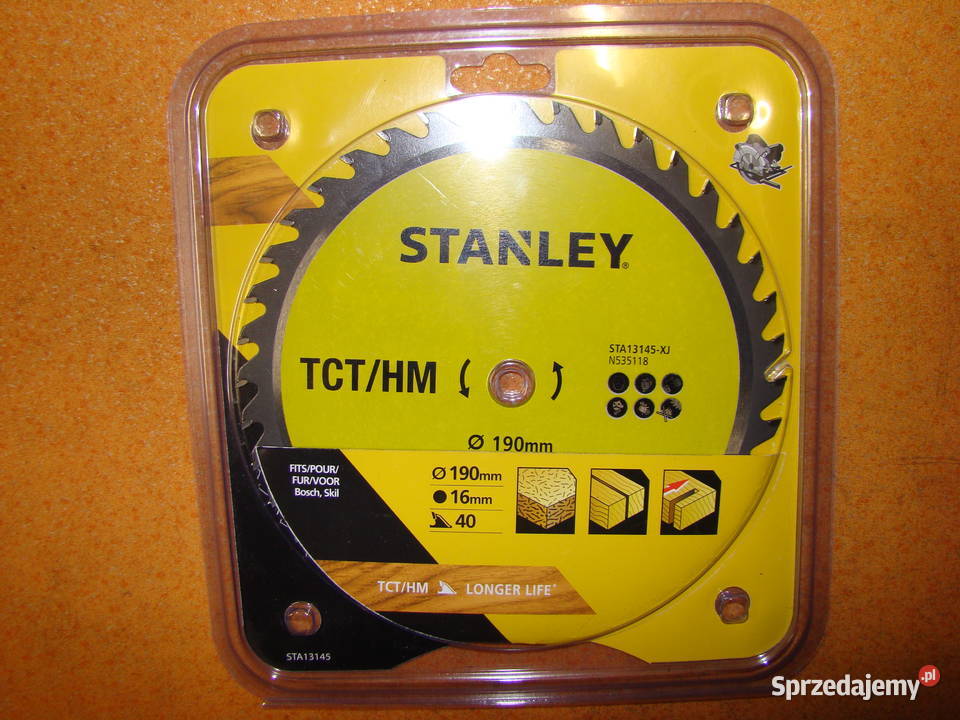 STANLEY®
STA13145-XJ
N535118
TCT/HM
Ø 190mm
FITS/POUR/
FUR/VOOR
Bosch, Skil
Ø 190mm
16mm
40
TCT/HM LONGER LIFE*
STA13145
Sprzedajemy.pl